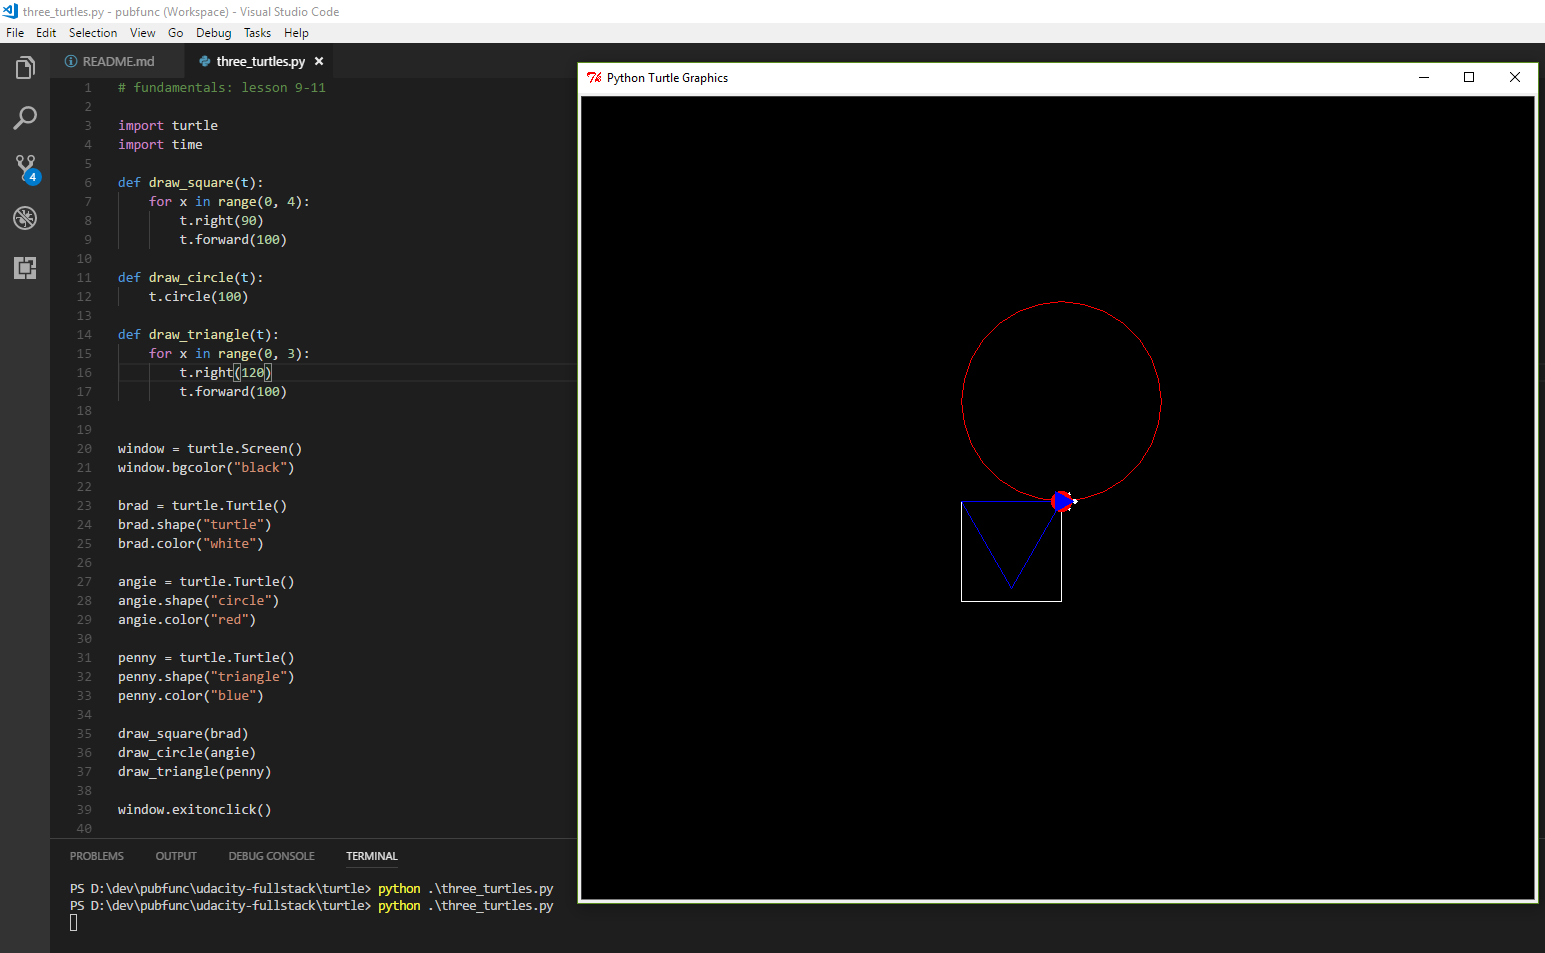 three_turtles.py - pubfunc (Workspace) - Visual Studio Code
File Edit Selection View Go Debug Tasks Help
README.md three_turtles.py
Python Turtle Graphics
4
1 # fundamentals: lesson 9-11
2
3 import turtle
4 import time
5
6 def draw_square(t):
7     for x in range(0, 4):
8         t.right(90)
9         t.forward(100)
10
11 def draw_circle(t):
12     t.circle(100)
13
14 def draw_triangle(t):
15     for x in range(0, 3):
16         t.right(120)
17         t.forward(100)
18
19
20 window = turtle.Screen()
21 window.bgcolor("black")
22
23 brad = turtle.Turtle()
24 brad.shape("turtle")
25 brad.color("white")
26
27 angie = turtle.Turtle()
28 angie.shape("circle")
29 angie.color("red")
30
31 penny = turtle.Turtle()
32 penny.shape("triangle")
33 penny.color("blue")
34
35 draw_square(brad)
36 draw_circle(angie)
37 draw_triangle(penny)
38
39 window.exitonclick()
40
PROBLEMS OUTPUT DEBUG CONSOLE TERMINAL
PS D:\dev\pubfunc\udacity-fullstack\turtle> python .\three_turtles.py
PS D:\dev\pubfunc\udacity-fullstack\turtle> python .\three_turtles.py